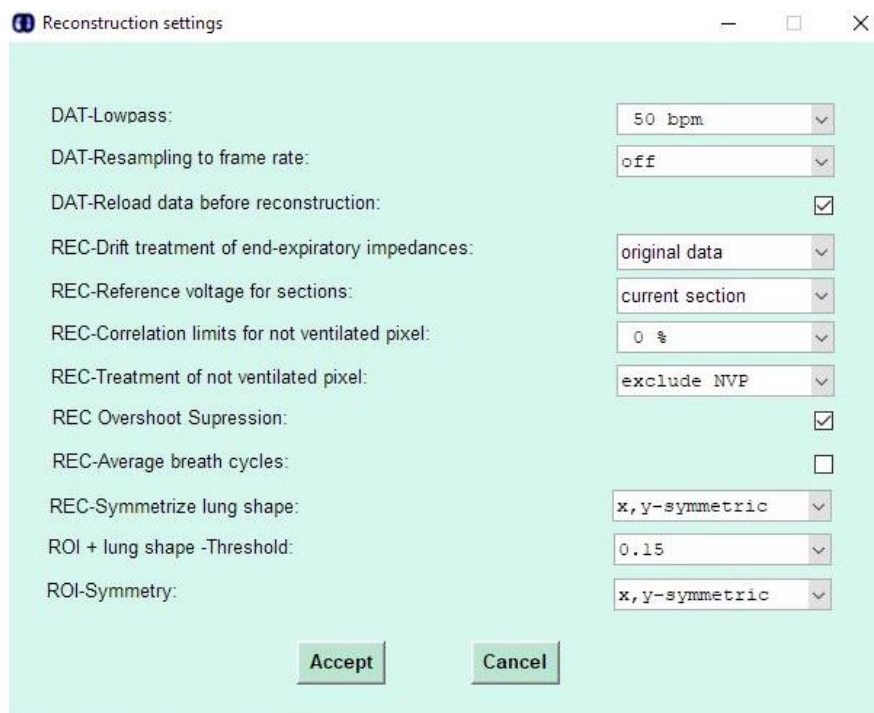 Reconstruction settings
DAT-Lowpass: 50 bpm
DAT-Resampling to frame rate: off
DAT-Reload data before reconstruction:
REC-Drift treatment of end-expiratory impedances: original data
REC-Reference voltage for sections: current section
REC-Correlation limits for not ventilated pixel: 0 %
REC-Treatment of not ventilated pixel: exclude NVP
REC Overshoot Supression:
REC-Average breath cycles:
REC-Symmetrize lung shape: x,y-symmetric
ROI + lung shape -Threshold: 0.15
ROI-Symmetry: x,y-symmetric
Accept Cancel